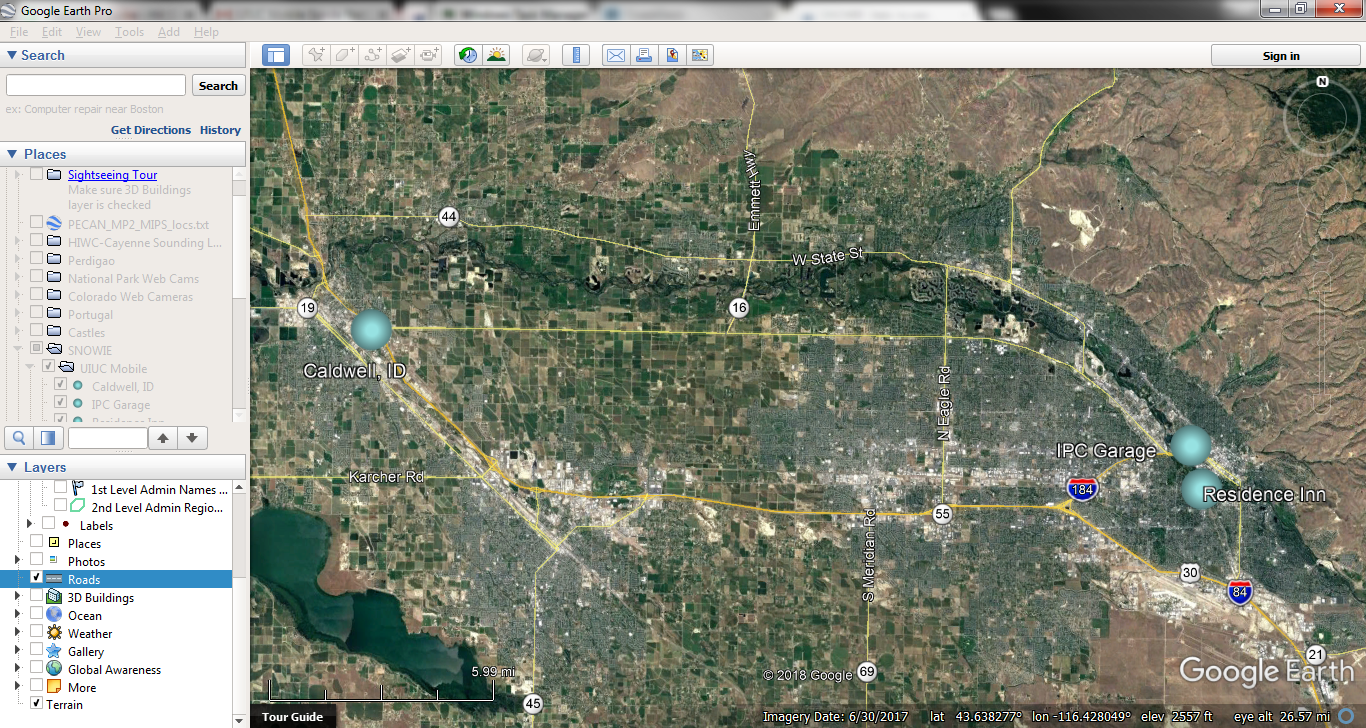 Google Earth Pro
File Edit View Tools Add Help
Search
Search
ex: Computer repair near Boston
Get Directions History
Places
Sightseeing Tour
Make sure 3D Buildings
layer is checked
PECAN_MP2_MIPS_locs.txt
HIWC-Cayenne Sounding L...
Perdigao
National Park Web Cams
Colorado Web Cameras
Portugal
Castles
SNOWIE
UIUC Mobile
Caldwell, ID
IPC Garage
Layers
1st Level Admin Names ...
2nd Level Admin Regio...
Labels
Places
Photos
Roads
3D Buildings
Ocean
Weather
Gallery
Global Awareness
More
Terrain
Sign in
N
44
Emmett Hwy
W State St
19
16
Caldwell, ID
N Eagle Rd
IPC Garage
Karcher Rd
184
Residence Inn
55
S Meridian Rd
30
84
21
5.99 mi
© 2018 Google
69
Google Earth
45
Tour Guide
Imagery Date: 6/30/2017 lat 43.638277° lon -116.428049° elev 2557 ft eye alt 26.57 mi